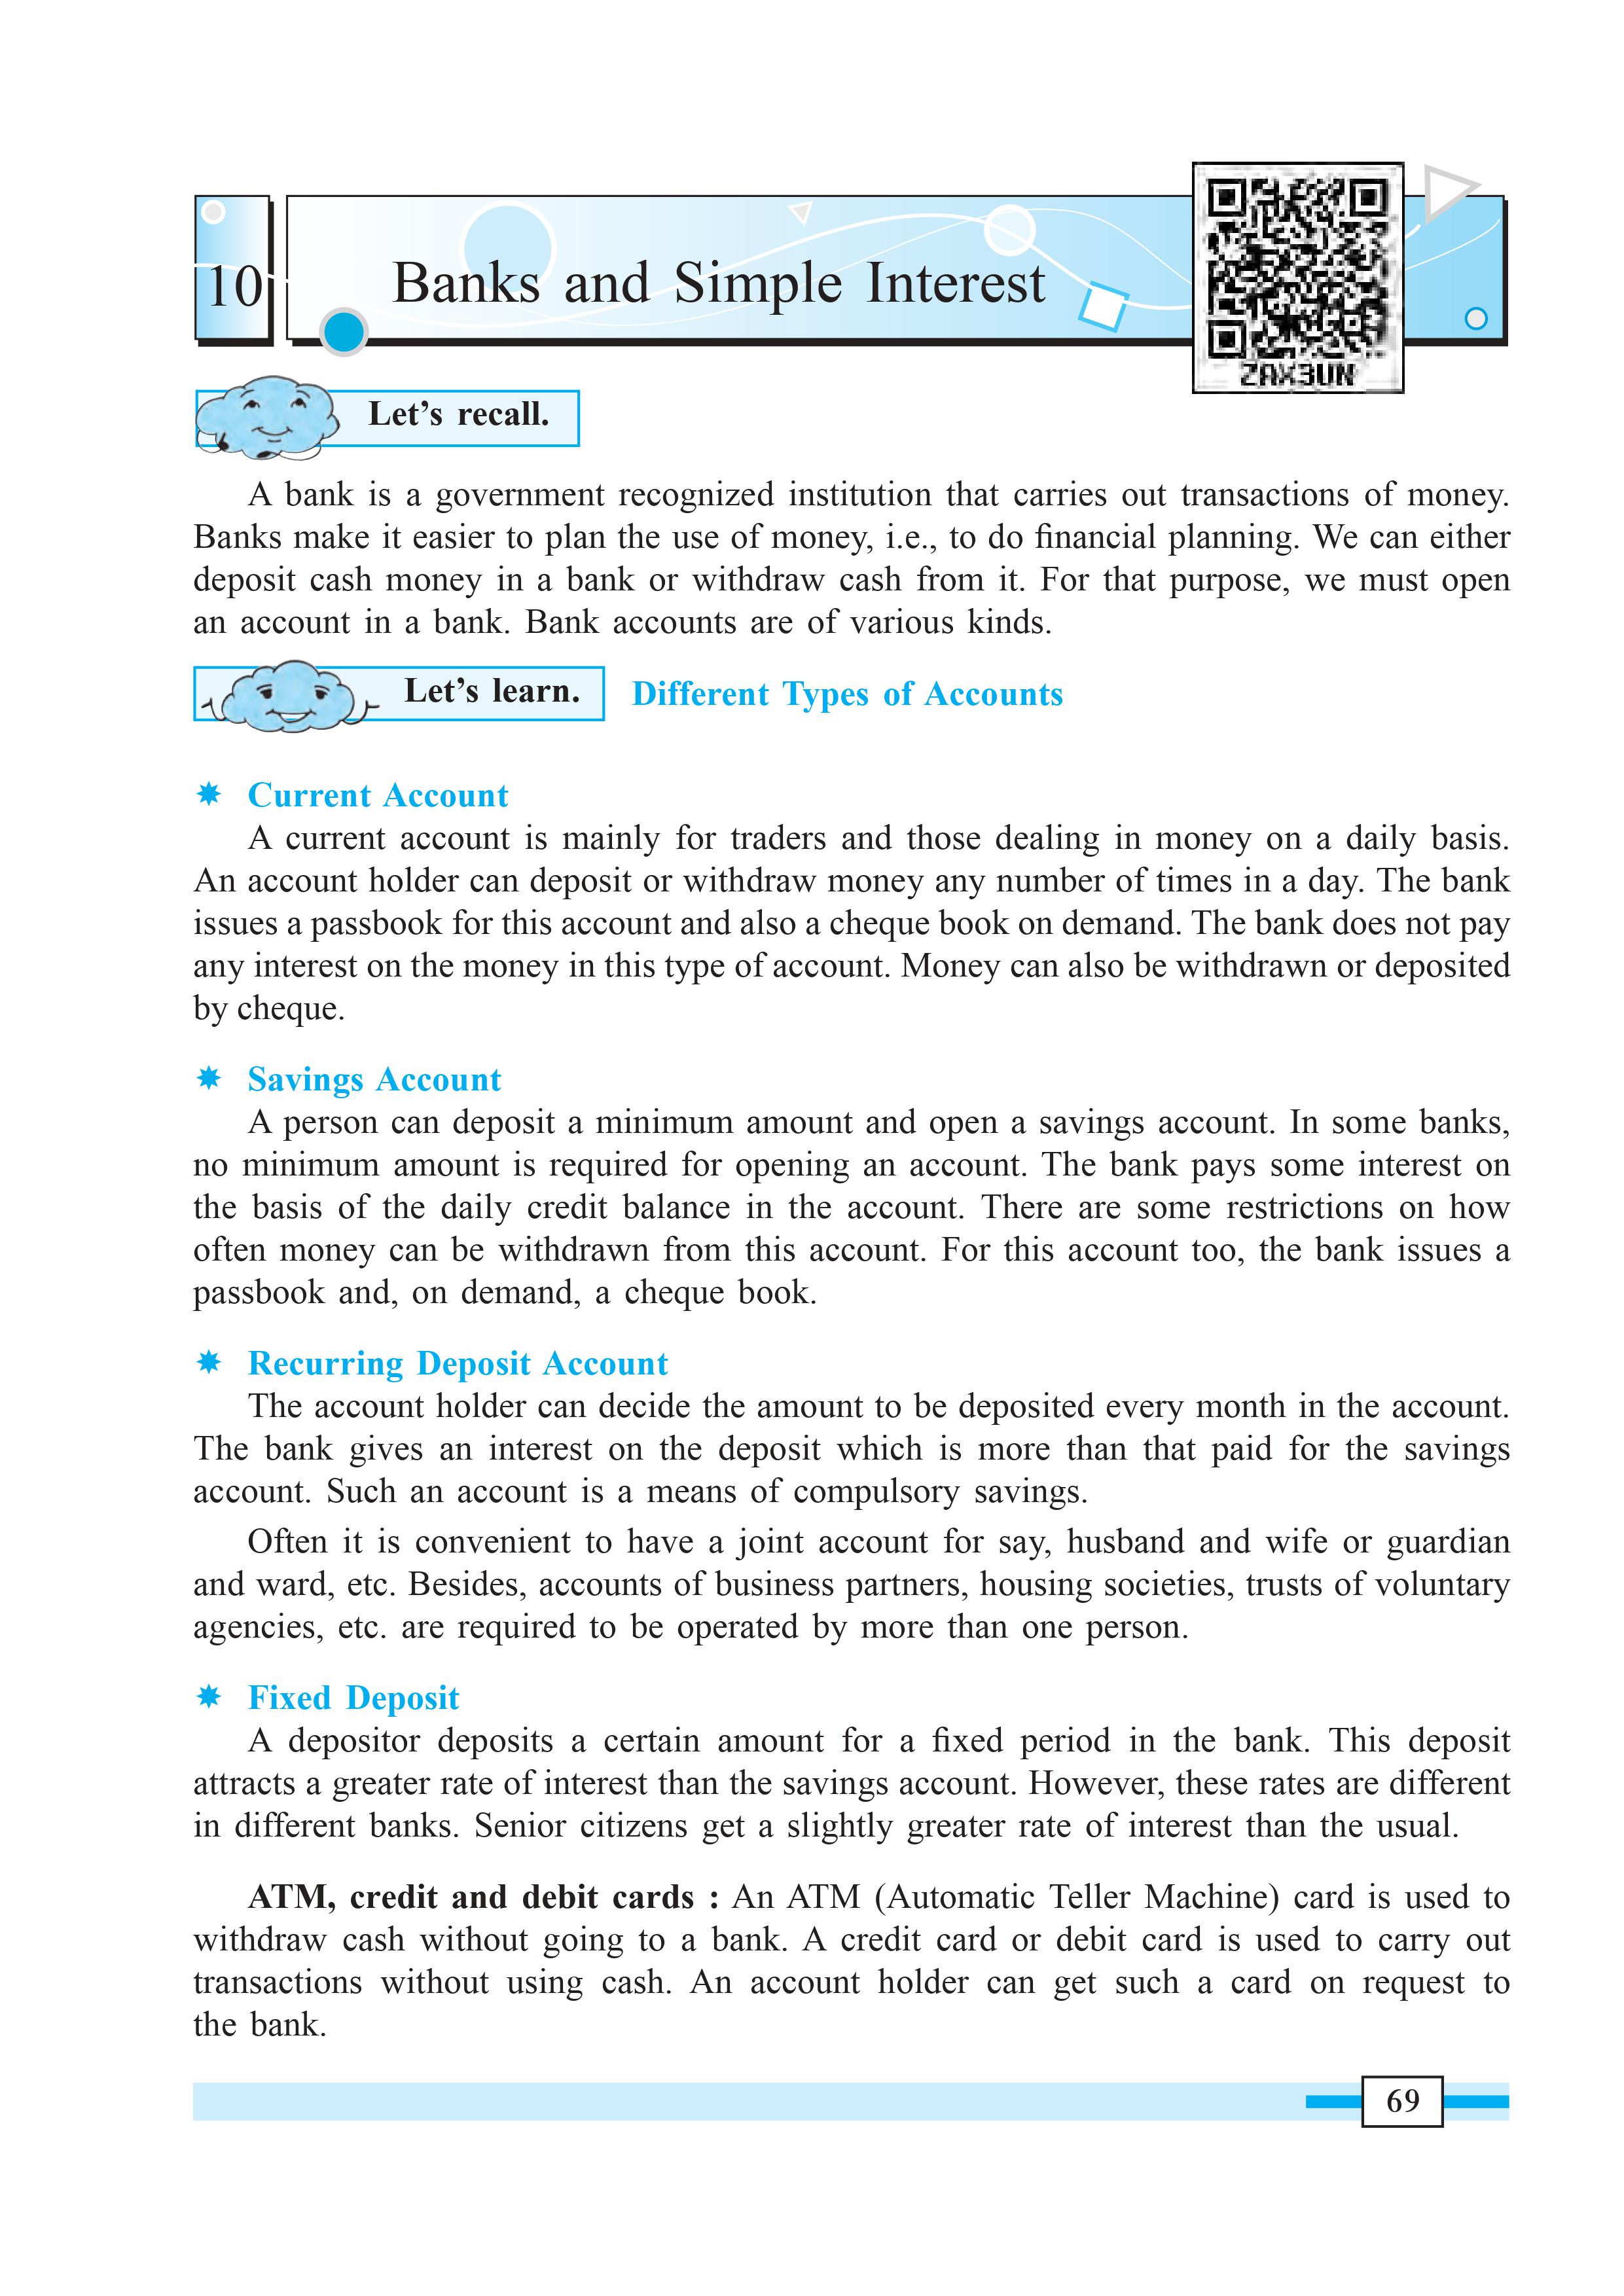 10
Banks and Simple Interest
ZAX3UN
Let’s recall.
A bank is a government recognized institution that carries out transactions of money.
Banks make it easier to plan the use of money, i.e., to do financial planning. We can either
deposit cash money in a bank or withdraw cash from it. For that purpose, we must open
an account in a bank. Bank accounts are of various kinds.
Let’s learn.
Different Types of Accounts
Current Account
A current account is mainly for traders and those dealing in money on a daily basis.
An account holder can deposit or withdraw money any number of times in a day. The bank
issues a passbook for this account and also a cheque book on demand. The bank does not pay
any interest on the money in this type of account. Money can also be withdrawn or deposited
by cheque.
Savings Account
A person can deposit a minimum amount and open a savings account. In some banks,
no minimum amount is required for opening an account. The bank pays some interest on
the basis of the daily credit balance in the account. There are some restrictions on how
often money can be withdrawn from this account. For this account too, the bank issues a
passbook and, on demand, a cheque book.
Recurring Deposit Account
The account holder can decide the amount to be deposited every month in the account.
The bank gives an interest on the deposit which is more than that paid for the savings
account. Such an account is a means of compulsory savings.
Often it is convenient to have a joint account for say, husband and wife or guardian
and ward, etc. Besides, accounts of business partners, housing societies, trusts of voluntary
agencies, etc. are required to be operated by more than one person.
Fixed Deposit
A depositor deposits a certain amount for a fixed period in the bank. This deposit
attracts a greater rate of interest than the savings account. However, these rates are different
in different banks. Senior citizens get a slightly greater rate of interest than the usual.
ATM, credit and debit cards : An ATM (Automatic Teller Machine) card is used to
withdraw cash without going to a bank. A credit card or debit card is used to carry out
transactions without using cash. An account holder can get such a card on request to
the bank.
69